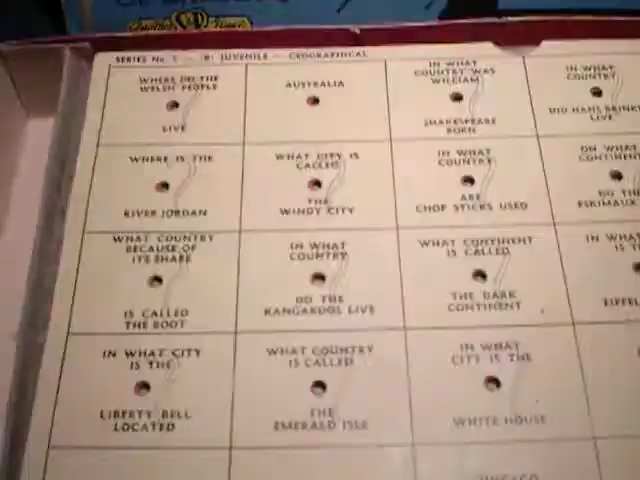 SERIES No. 5 - (B) JUVENILE - GEOGRAPHICAL
WHERE DO THE
WELSH PEOPLE
LIVE
AUSTRALIA
IN WHAT
COUNTRY WAS
WILLIAM
SHAKESPEARE
BORN
IN WHAT
COUNTRY
DID HANS BRINK
LIVE
WHERE IS THE
RIVER JORDAN
WHAT CITY IS
CALLED
THE
WINDY CITY
IN WHAT
COUNTRY
ARE
CHOP STICKS USED
ON WHAT
CONTINEN
DO THE
ESKIMAUX
WHAT COUNTRY
BECAUSE OF
ITS SHAPE
IS CALLED
THE BOOT
IN WHAT
COUNTRY
DO THE
KANGAROOS LIVE
WHAT CONTINENT
IS CALLED
THE DARK
CONTINENT
IN WHA
IS T
EIFFEL
IN WHAT CITY
IS THE
LIBERTY BELL
LOCATED
WHAT COUNTRY
IS CALLED
THE
EMERALD ISLE
IN WHAT
CITY IS THE
WHITE HOUSE